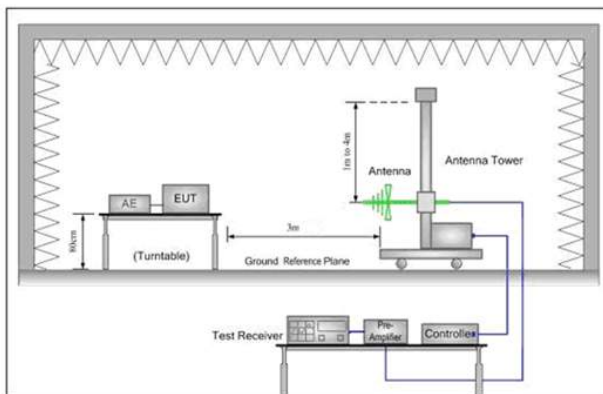 1m to 4m
Antenna
Antenna Tower
AE
EUT
80cm
(Turntable)
3m
Ground Reference Plane
Test Receiver
Pre-
Amplifier
Controller